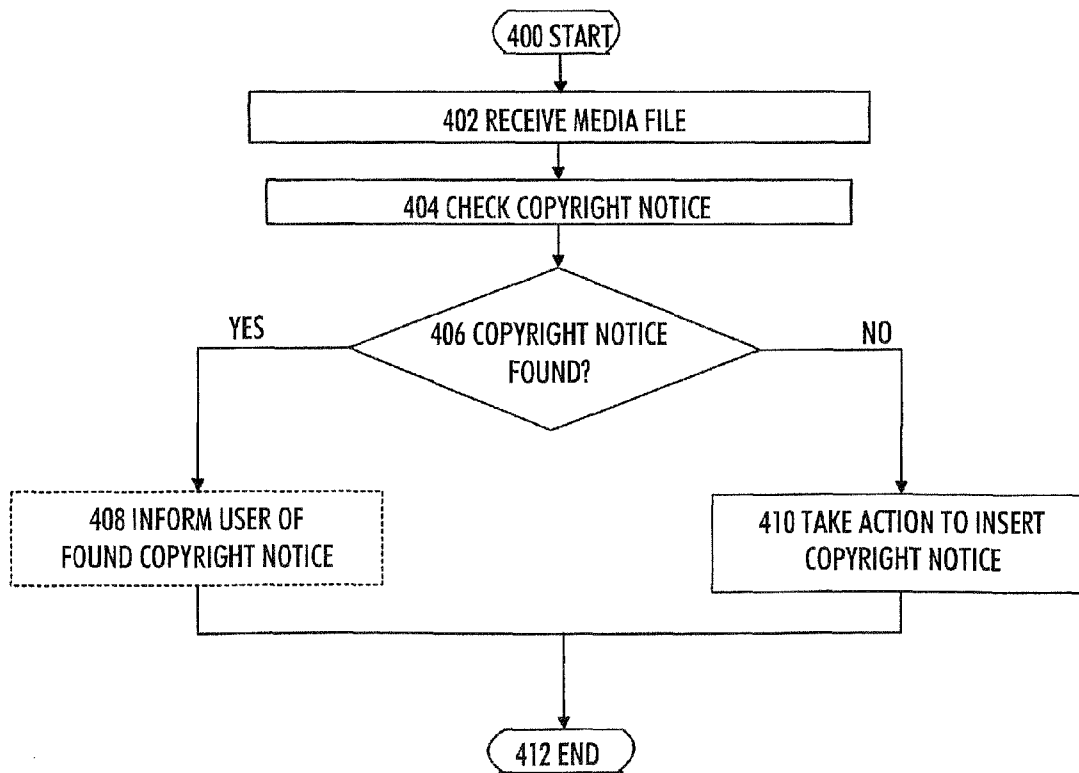 400 START
402 RECEIVE MEDIA FILE
404 CHECK COPYRIGHT NOTICE
406 COPYRIGHT NOTICE
FOUND?
YES
NO
408 INFORM USER OF
FOUND COPYRIGHT NOTICE
410 TAKE ACTION TO INSERT
COPYRIGHT NOTICE
412 END